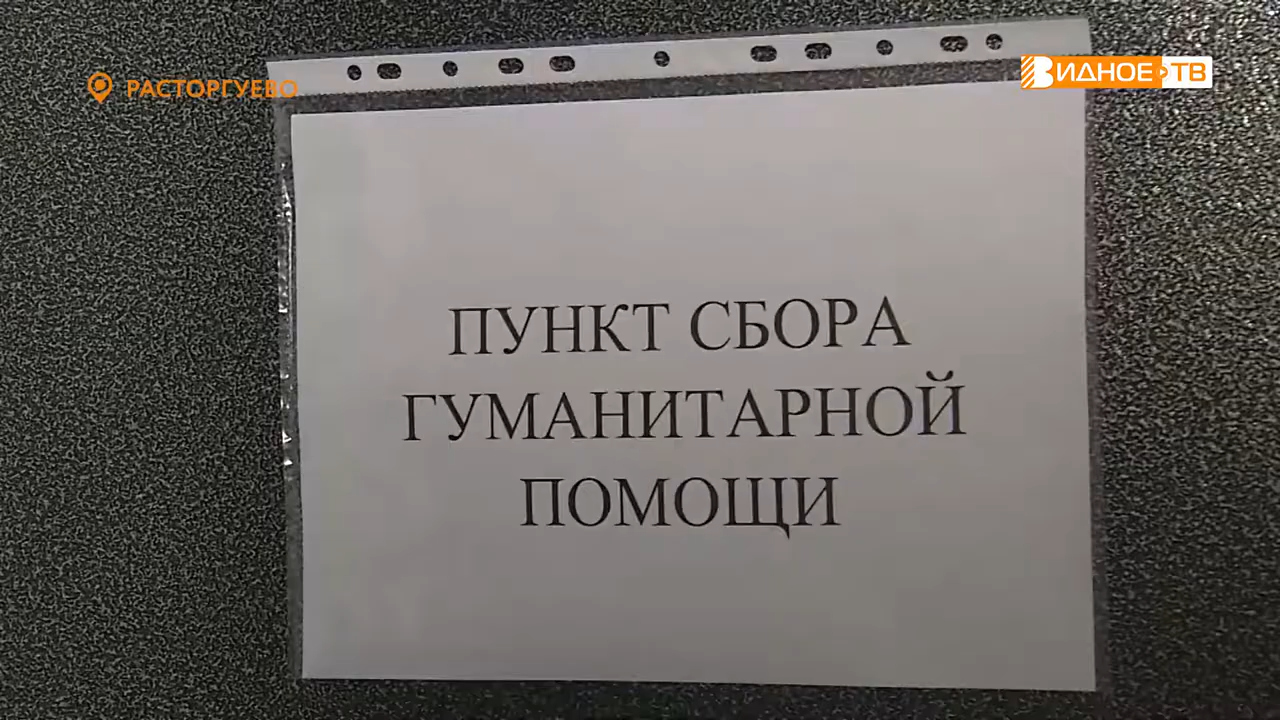 РАСТОРГУЕВО
ВИДНОЕ ТВ
ПУНКТ СБОРА
ГУМАНИТАРНОЙ
ПОМОЩИ